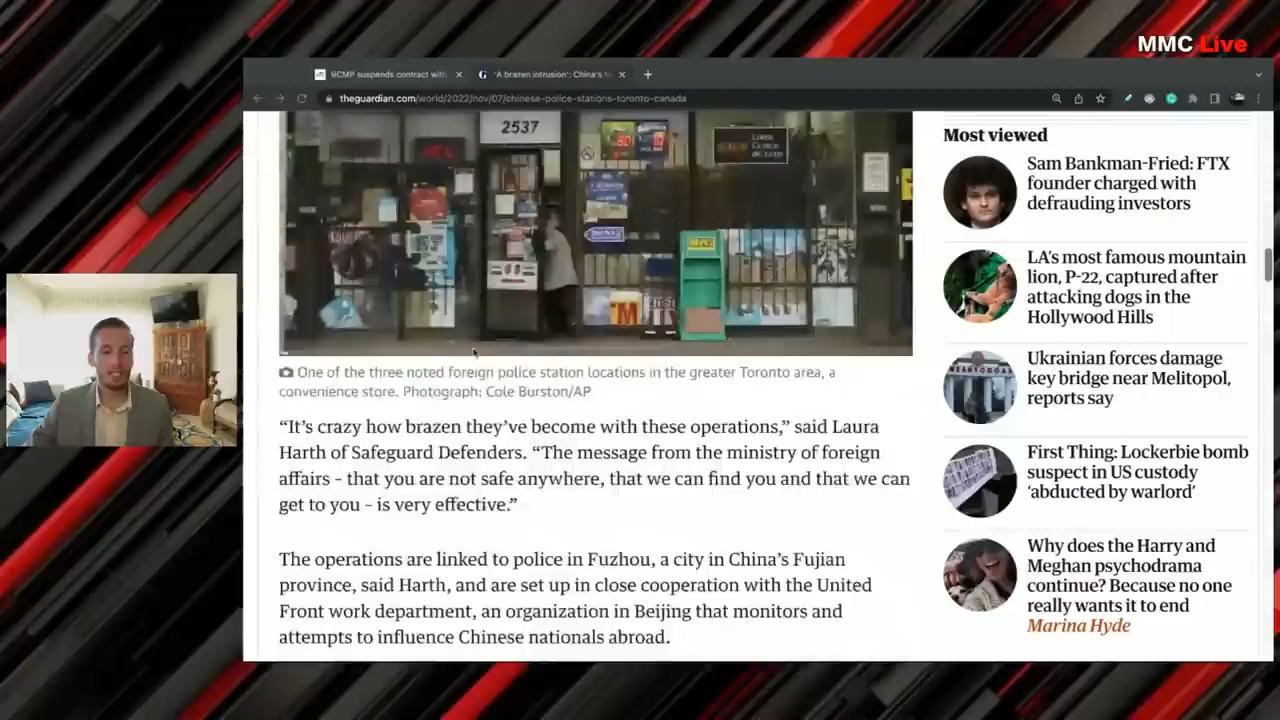 MMC Live
RCMP suspends contract with
'A brazen intrusion': China's
theguardian.com/world/2022/nov/07/chinese-police-stations-toronto-canada
2537
One of the three noted foreign police station locations in the greater Toronto area, a
convenience store. Photograph: Cole Burston/AP
“It’s crazy how brazen they’ve become with these operations,” said Laura
Harth of Safeguard Defenders. “The message from the ministry of foreign
affairs – that you are not safe anywhere, that we can find you and that we can
get to you – is very effective.”
The operations are linked to police in Fuzhou, a city in China’s Fujian
province, said Harth, and are set up in close cooperation with the United
Front work department, an organization in Beijing that monitors and
attempts to influence Chinese nationals abroad.
Most viewed
Sam Bankman-Fried: FTX
founder charged with
defrauding investors
LA’s most famous mountain
lion, P-22, captured after
attacking dogs in the
Hollywood Hills
Ukrainian forces damage
key bridge near Melitopol,
reports say
First Thing: Lockerbie bomb
suspect in US custody
‘abducted by warlord’
Why does the Harry and
Meghan psychodrama
continue? Because no one
really wants it to end
Marina Hyde